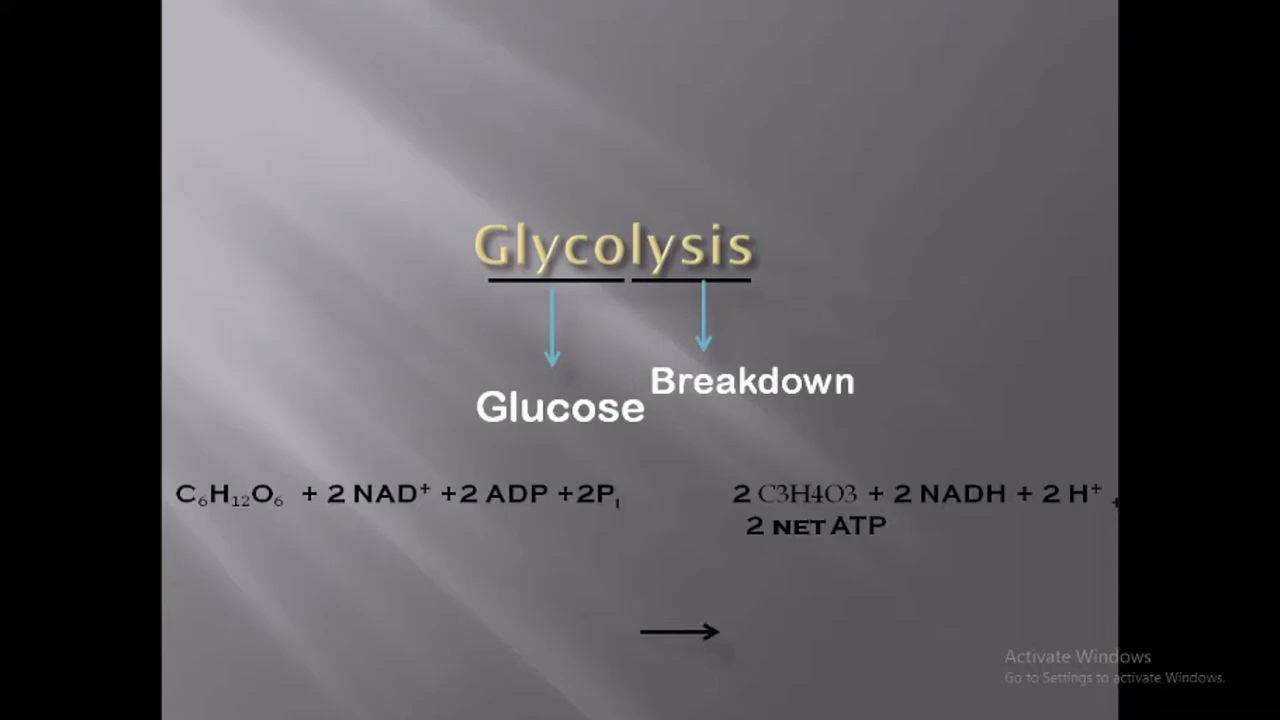 Glycolysis
Breakdown
Glucose
C₆H₁₂O₆ + 2 NAD⁺ +2 ADP +2Pᵢ 2 C3H4O3 + 2 NADH + 2 H⁺ +
2 NET ATP
Activate Windows
Go to Settings to activate Windows.